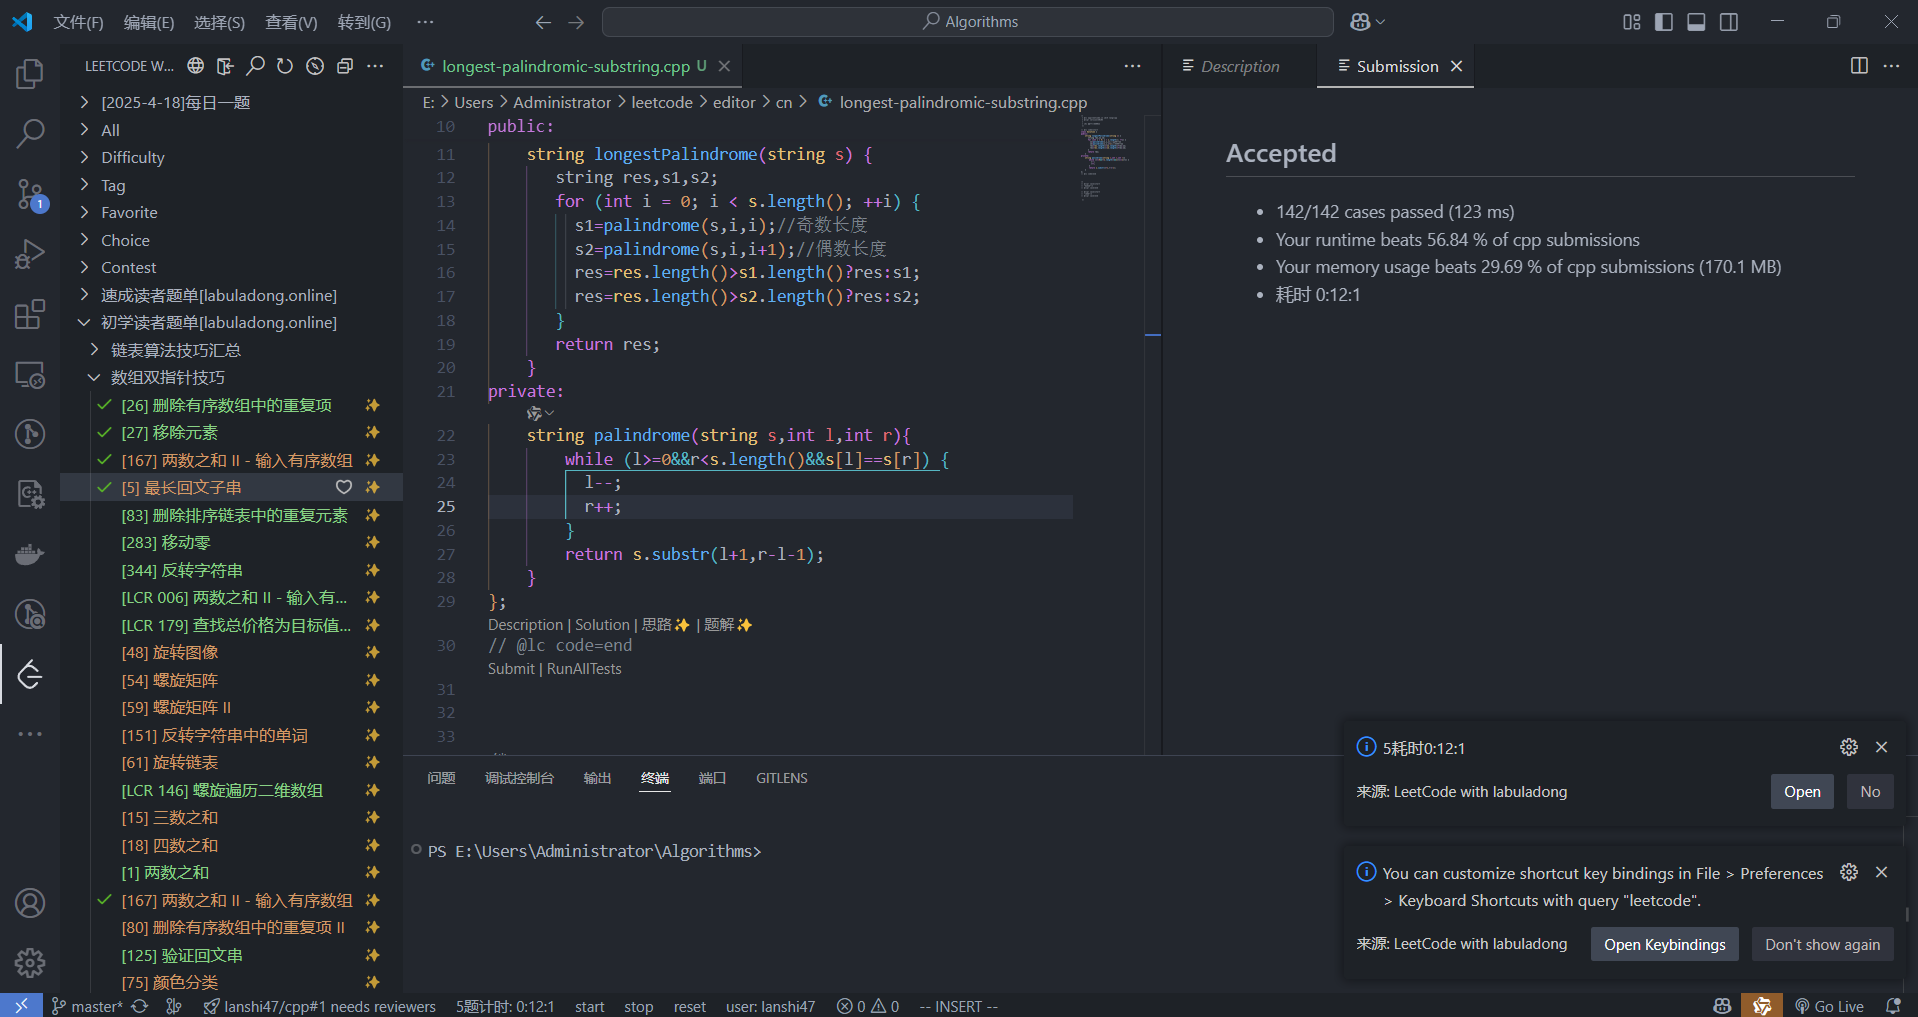 文件(F) 编辑(E) 选择(S) 查看(V) 转到(G) ··· Algorithms
LEETCODE W...
[2025-4-18]每日一题
All
Difficulty
Tag
Favorite
Choice
Contest
速成读者题单[labuladong.online]
初学读者题单[labuladong.online]
链表算法技巧汇总
数组双指针技巧
[26] 删除有序数组中的重复项
[27] 移除元素
[167] 两数之和 II - 输入有序数组
[5] 最长回文子串
[83] 删除排序链表中的重复元素
[283] 移动零
[344] 反转字符串
[LCR 006] 两数之和 II - 输入有...
[LCR 179] 查找总价格为目标值...
[48] 旋转图像
[54] 螺旋矩阵
[59] 螺旋矩阵 II
[151] 反转字符串中的单词
[61] 旋转链表
[LCR 146] 螺旋遍历二维数组
[15] 三数之和
[18] 四数之和
[1] 两数之和
[167] 两数之和 II - 输入有序数组
[80] 删除有序数组中的重复项 II
[125] 验证回文串
[75] 颜色分类
1
longest-palindromic-substring.cpp U
E: > Users > Administrator > leetcode > editor > cn > longest-palindromic-substring.cpp
10 public:
11 string longestPalindrome(string s) {
12 string res,s1,s2;
13 for (int i = 0; i < s.length(); ++i) {
14 s1=palindrome(s,i,i);//奇数长度
15 s2=palindrome(s,i,i+1);//偶数长度
16 res=res.length()>s1.length()?res:s1;
17 res=res.length()>s2.length()?res:s2;
18 }
19 return res;
20 }
21 private:
22 string palindrome(string s,int l,int r){
23 while (l>=0&&r<s.length()&&s[l]==s[r]) {
24 l--;
25 r++;
26 }
27 return s.substr(l+1,r-l-1);
28 }
29 };
Description | Solution | 思路✨ | 题解✨
30 // @lc code=end
Submit | RunAllTests
31
32
33
Description Submission
Accepted
142/142 cases passed (123 ms)
Your runtime beats 56.84 % of cpp submissions
Your memory usage beats 29.69 % of cpp submissions (170.1 MB)
耗时 0:12:1
问题 调试控制台 输出 终端 端口 GITLENS
PS E:\Users\Administrator\Algorithms>
5耗时0:12:1
来源: LeetCode with labuladong Open No
You can customize shortcut key bindings in File > Preferences
> Keyboard Shortcuts with query "leetcode".
来源: LeetCode with labuladong Open Keybindings Don't show again
master* lanshi47/cpp#1 needs reviewers 5题计时: 0:12:1 start stop reset user: lanshi47 0 0 -- INSERT -- Go Live